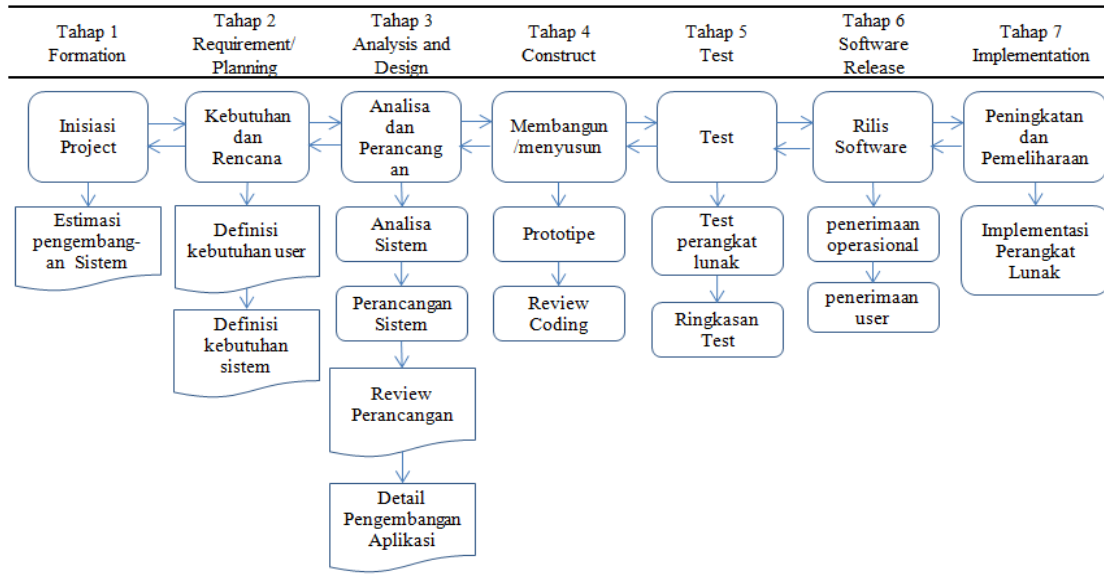 Tahap 1
Formation
Tahap 2
Requirement/
Planning
Tahap 3
Analysis and
Design
Tahap 4
Construct
Tahap 5
Test
Tahap 6
Software
Release
Tahap 7
Implementation
Inisiasi
Project
Kebutuhan
dan
Rencana
Analisa
dan
Perancang
an
Membangun
/menyusun
Test
Rilis
Software
Peningkatan
dan
Pemeliharaan
Estimasi
pengembang-
an Sistem
Definisi
kebutuhan user
Analisa
Sistem
Prototipe
Test
perangkat
lunak
penerimaan
operasional
Implementasi
Perangkat
Lunak
Definisi
kebutuhan
sistem
Perancangan
Sistem
Review
Coding
Ringkasan
Test
penerimaan
user
Review
Perancangan
Detail
Pengembangan
Aplikasi